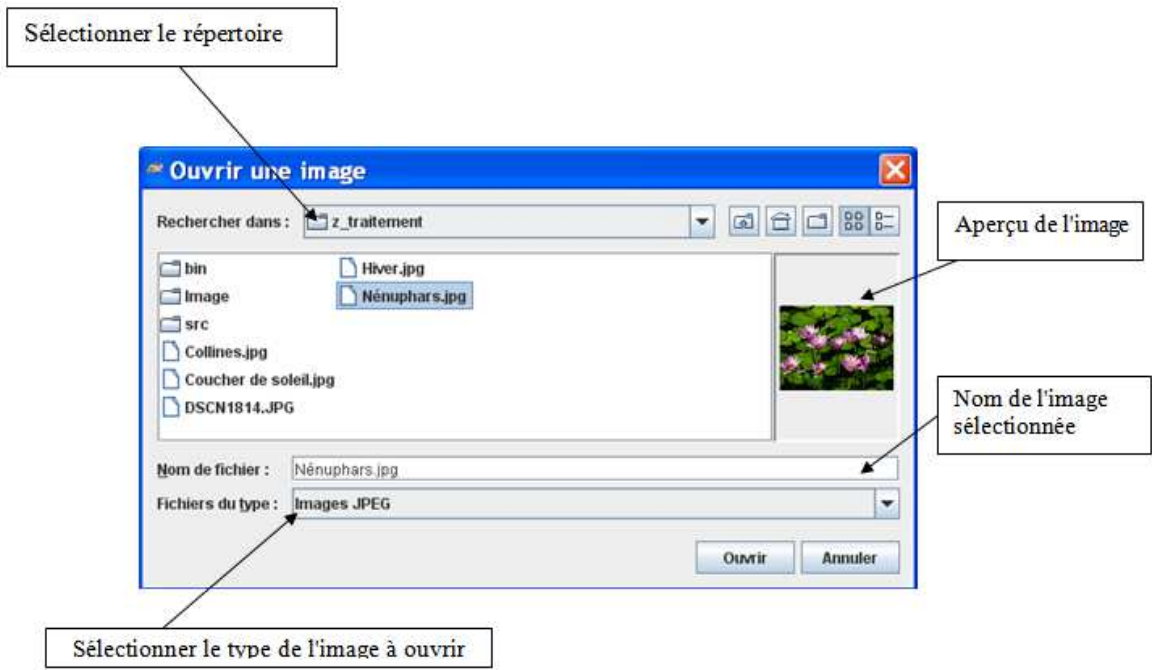 Sélectionner le répertoire
Ouvrir une image
Rechercher dans :
z_traitement
Aperçu de l'image
bin
Hiver.jpg
Image
Nénuphars.jpg
src
Collines.jpg
Coucher de soleil.jpg
DSCN1814.JPG
Nom de l'image
sélectionnée
Nom de fichier :
Nénuphars.jpg
Fichiers du type :
Images JPEG
Ouvrir
Annuler
Sélectionner le type de l'image à ouvrir